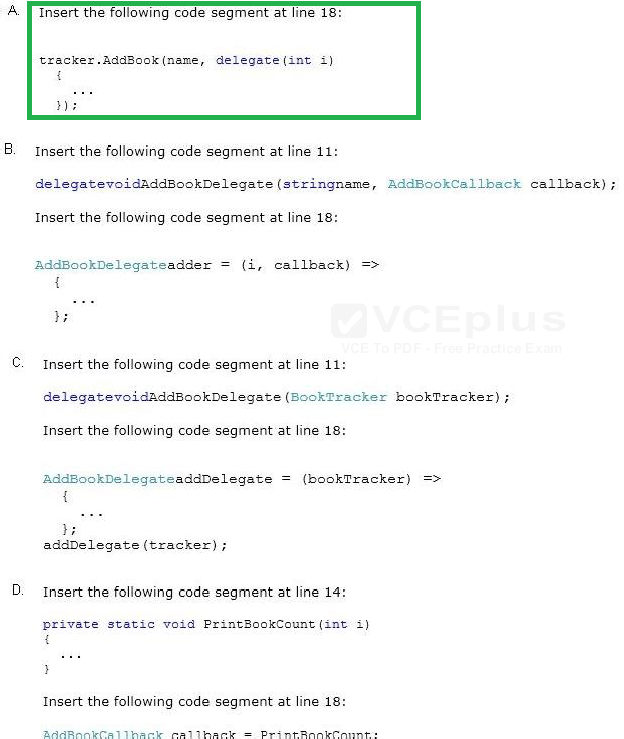 A. Insert the following code segment at line 18:
tracker.AddBook(name, delegate(int i)
{
...
});
B. Insert the following code segment at line 11:
delegatevoidAddBookDelegate(stringname, AddBookCallback callback);
Insert the following code segment at line 18:
AddBookDelegateadder = (i, callback) =>
{
...
};
VCEplus
VCE To PDF - Free Practice Exam
C. Insert the following code segment at line 11:
delegatevoidAddBookDelegate(BookTracker bookTracker);
Insert the following code segment at line 18:
AddBookDelegateaddDelegate = (bookTracker) =>
{
...
};
addDelegate(tracker);
D. Insert the following code segment at line 14:
private static void PrintBookCount(int i)
{
...
}
Insert the following code segment at line 18:
AddBookCallback callback = PrintBookCount;